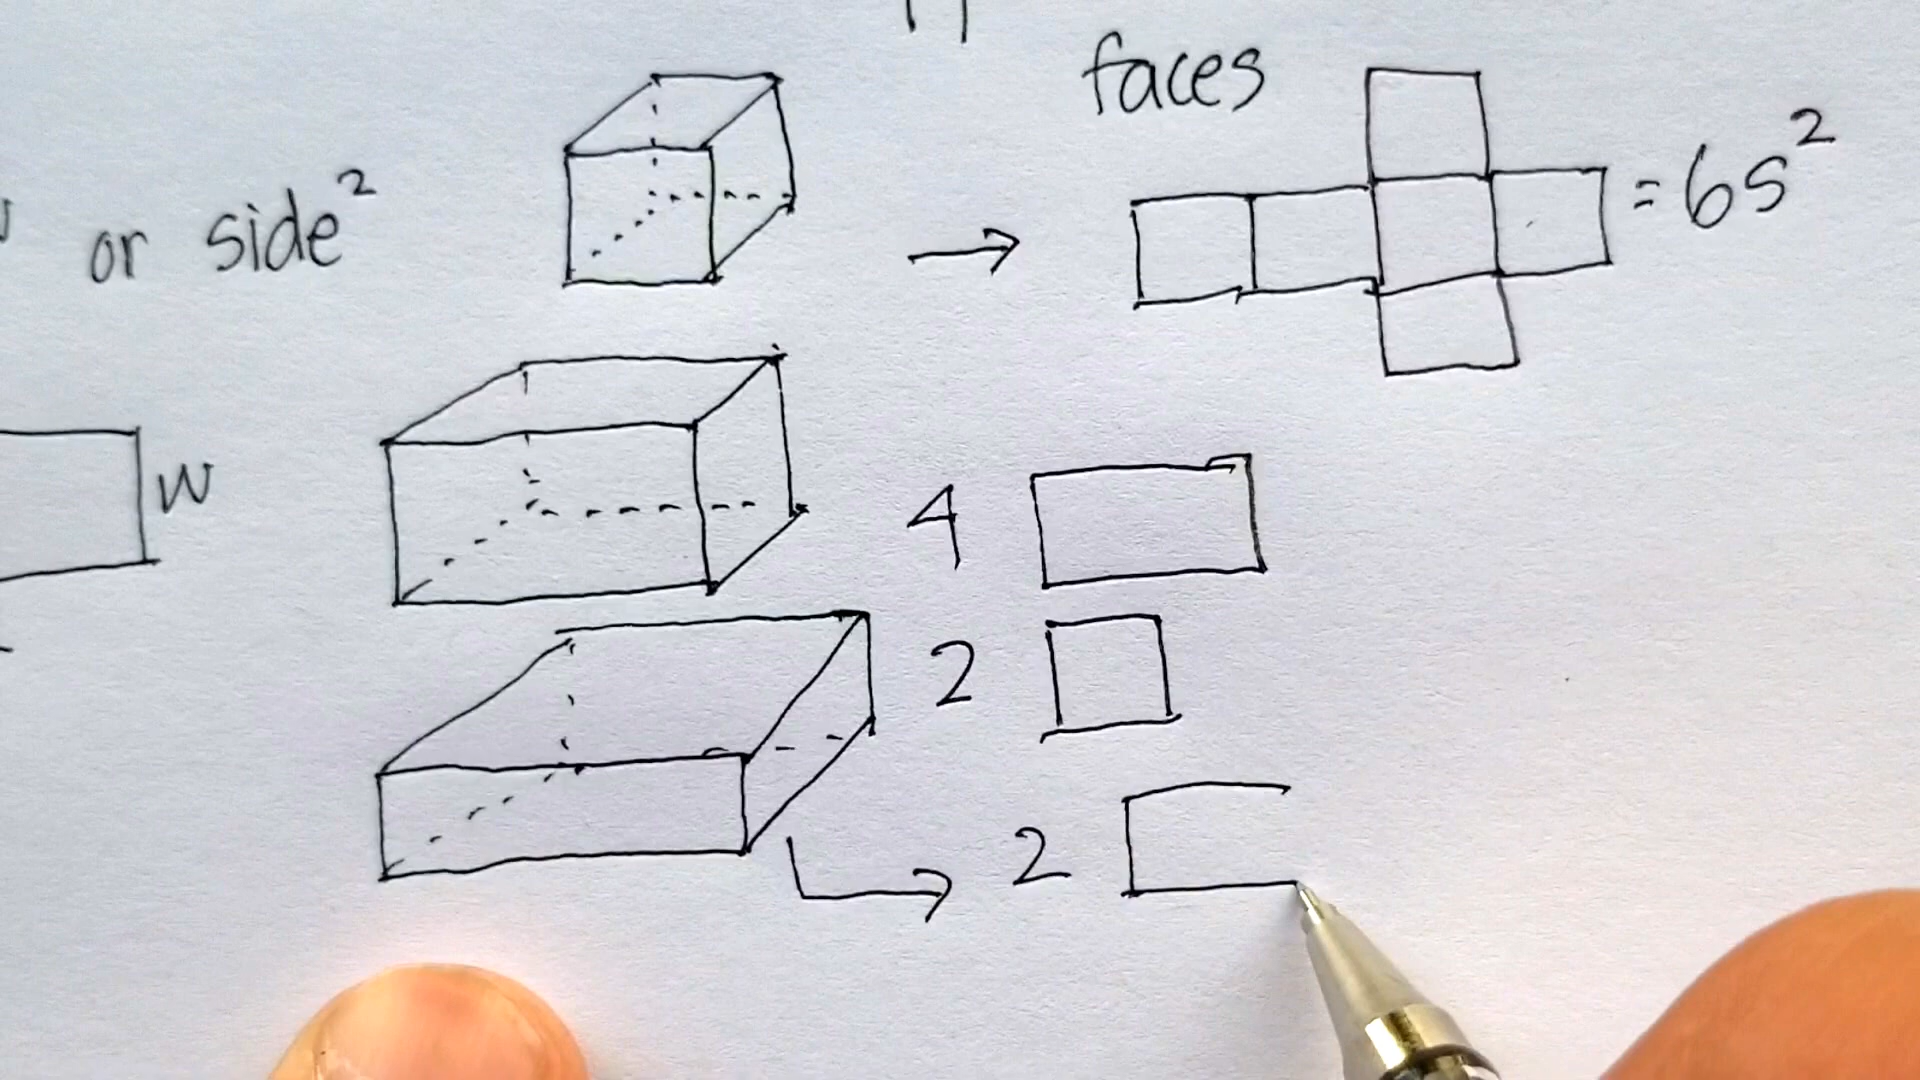 faces
or side²
= 6s²
W
4
2
2